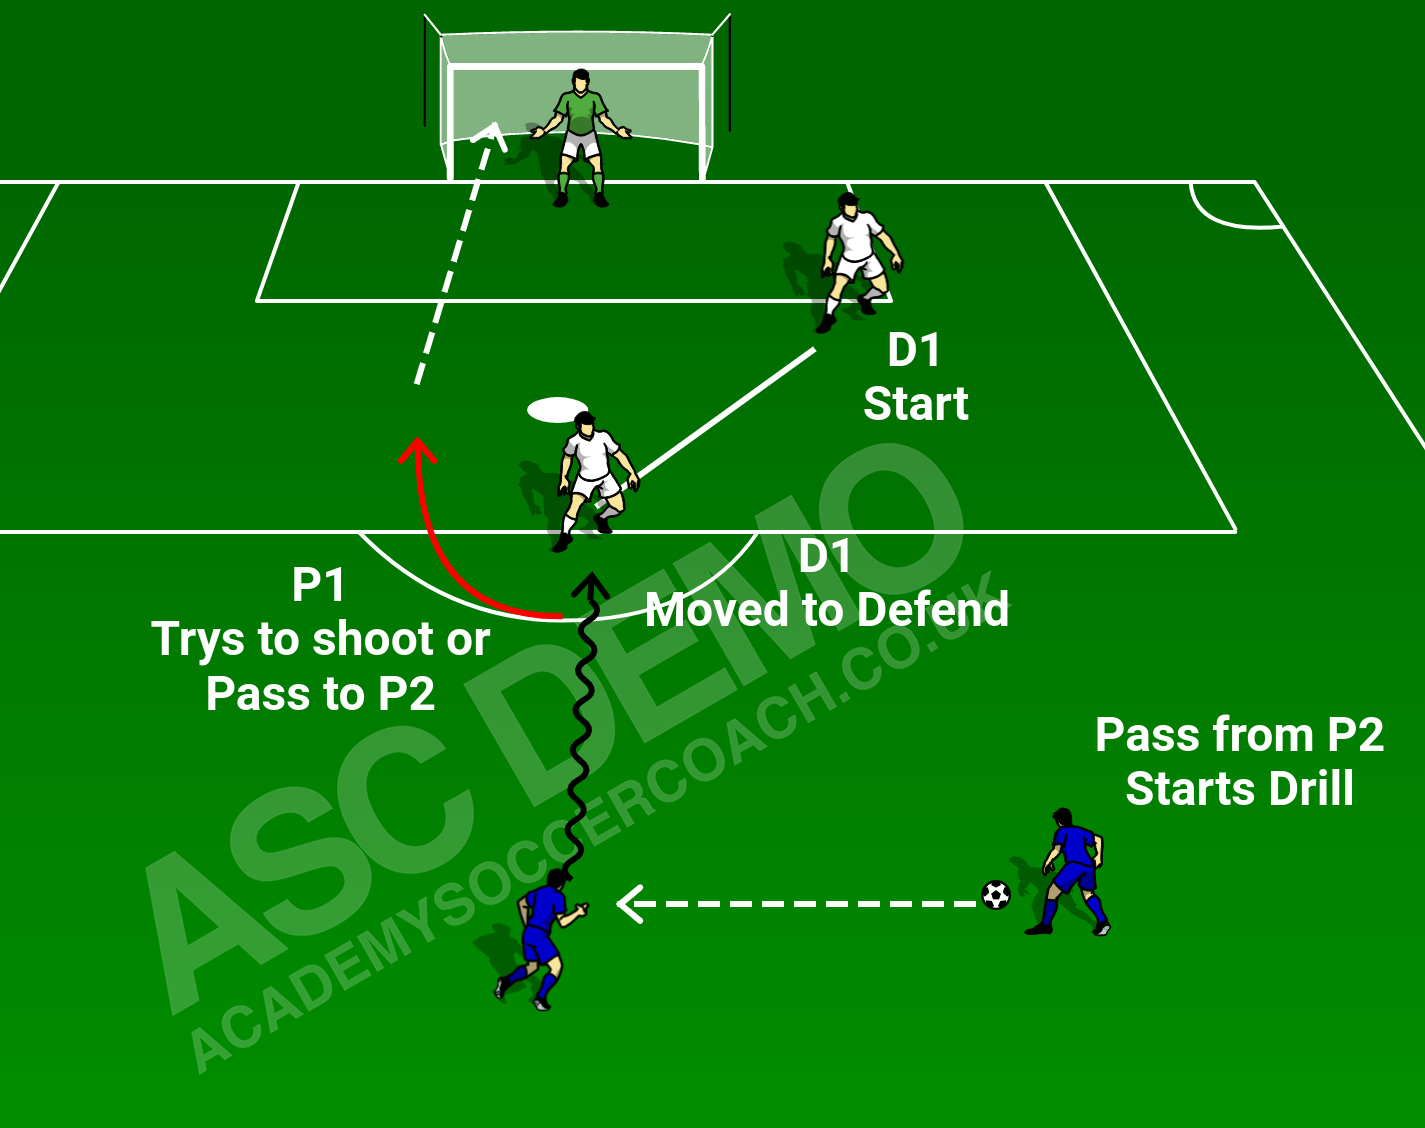 D1
Start
D1
Moved to Defend
P1
Trys to shoot or
Pass to P2
Pass from P2
Starts Drill
ASC DEMO
ACADEMYSOCCERCOACH.CO.UK